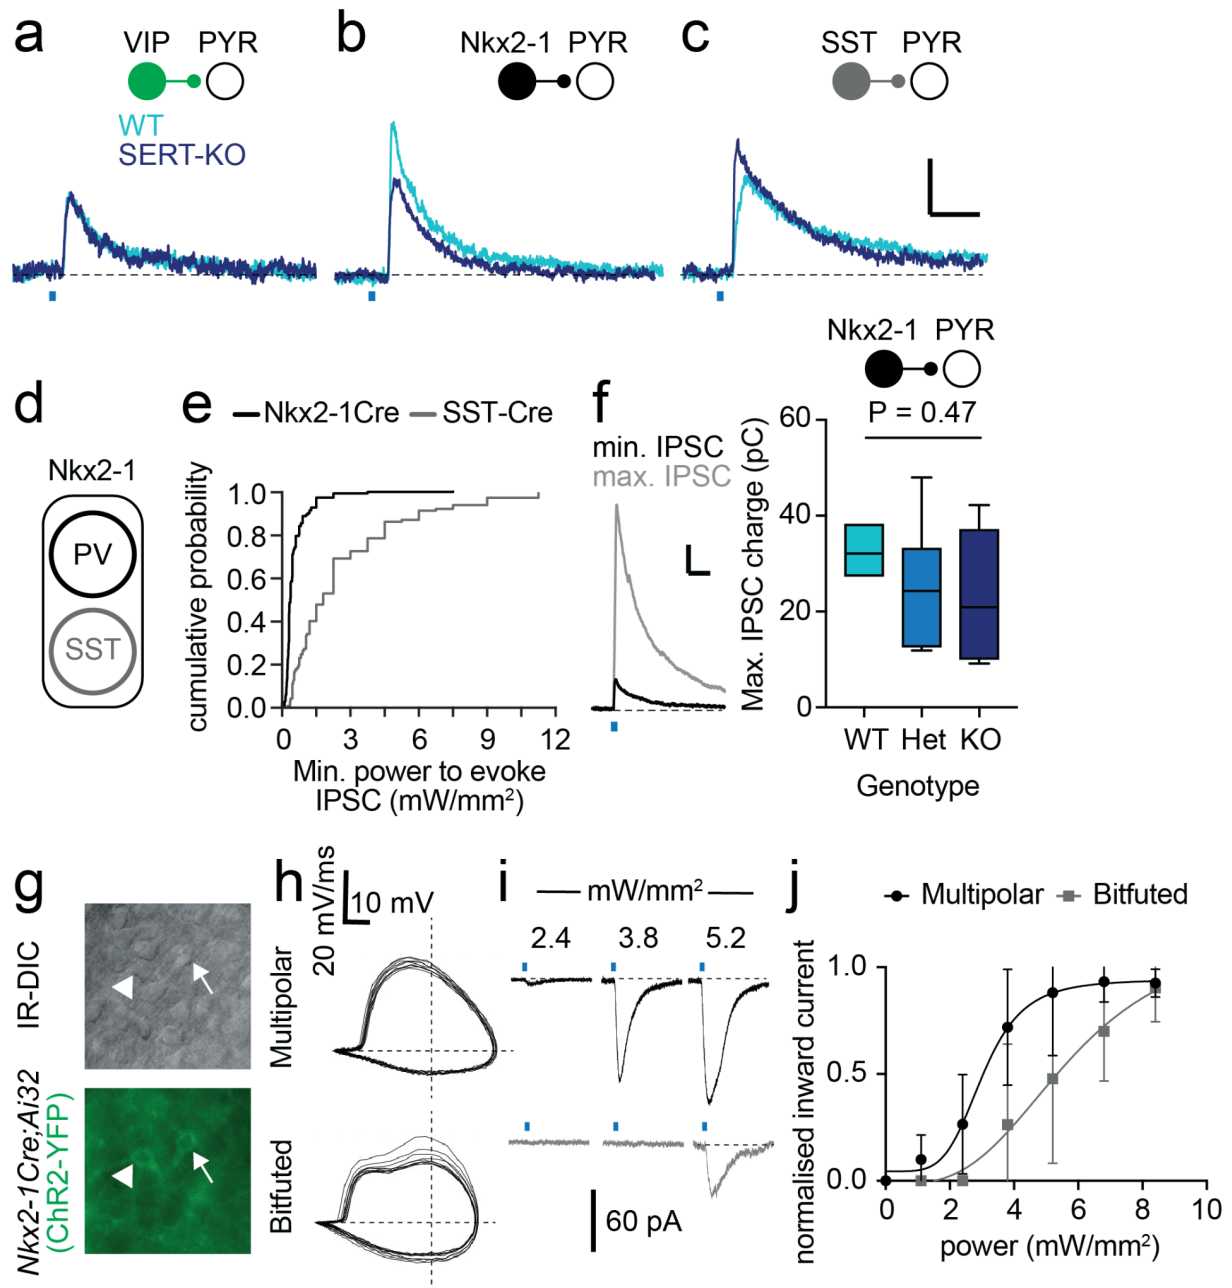 a
VIP PYR
WT
SERT-KO
b
Nkx2-1 PYR
c
SST PYR
d
Nkx2-1
PV
SST
e
Nkx2-1Cre SST-Cre
cumulative probability
1.0
0.8
0.6
0.4
0.2
0.0
0 3 6 9 12
Min. power to evoke
IPSC (mW/mm²)
f
min. IPSC
max. IPSC
Nkx2-1 PYR
P = 0.47
Max. IPSC charge (pC)
60
40
20
0
WT Het KO
Genotype
g
IR-DIC
Nkx2-1Cre;Ai32
(ChR2-YFP)
h
20 mV/ms
10 mV
Multipolar
Bitfuted
i
mW/mm²
2.4 3.8 5.2
60 pA
j
Multipolar Bitfuted
normalised inward current
1.0
0.5
0.0
0 2 4 6 8 10
power (mW/mm²)